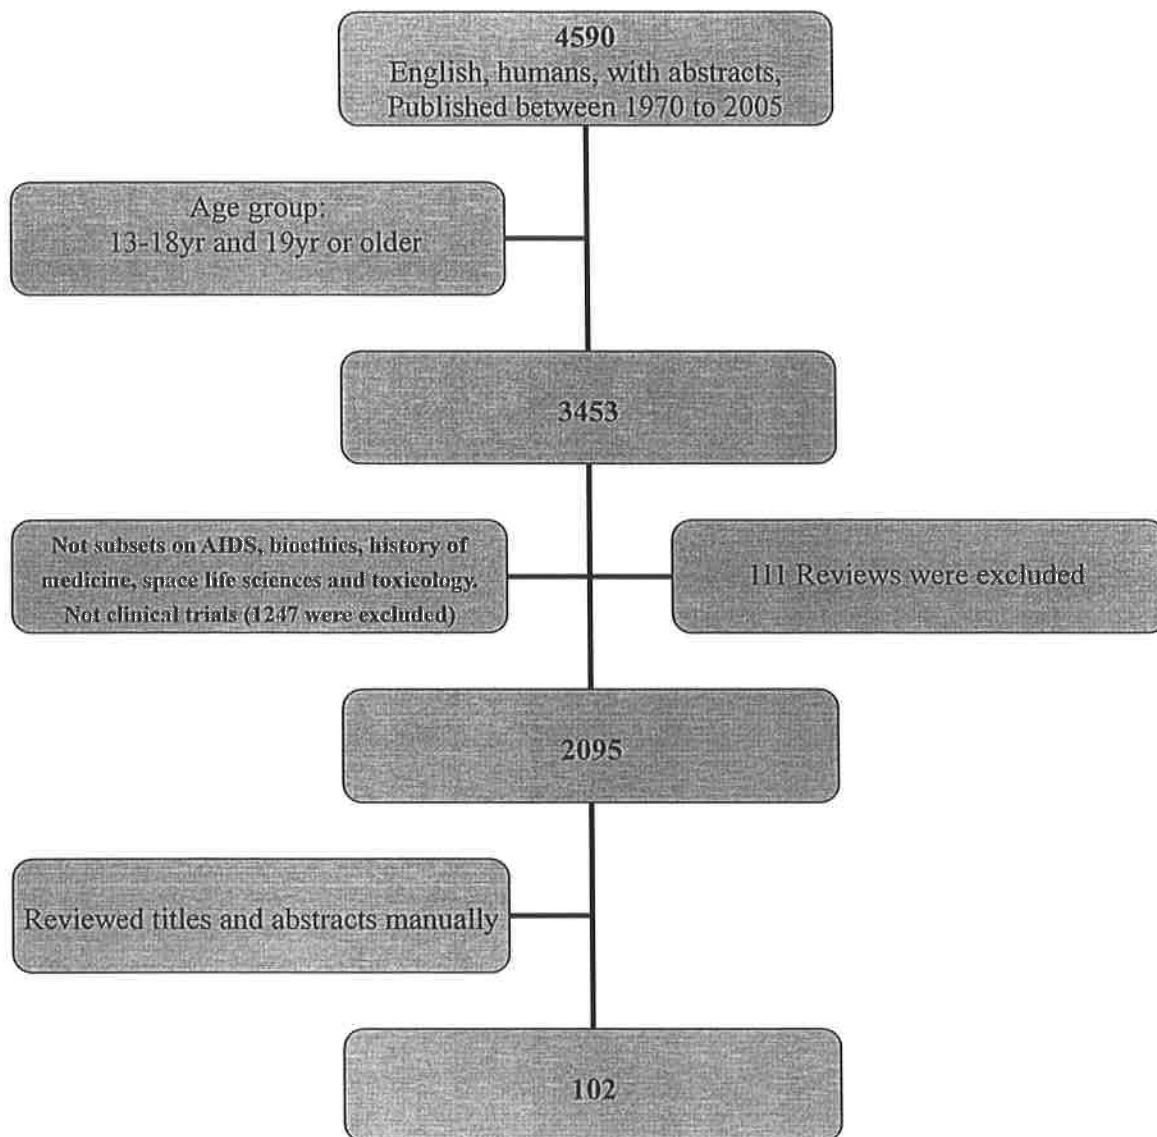 4590
English, humans, with abstracts,
Published between 1970 to 2005
Age group:
13-18yr and 19yr or older
3453
Not subsets on AIDS, bioethics, history of
medicine, space life sciences and toxicology.
Not clinical trials (1247 were excluded)
111 Reviews were excluded
2095
Reviewed titles and abstracts manually
102